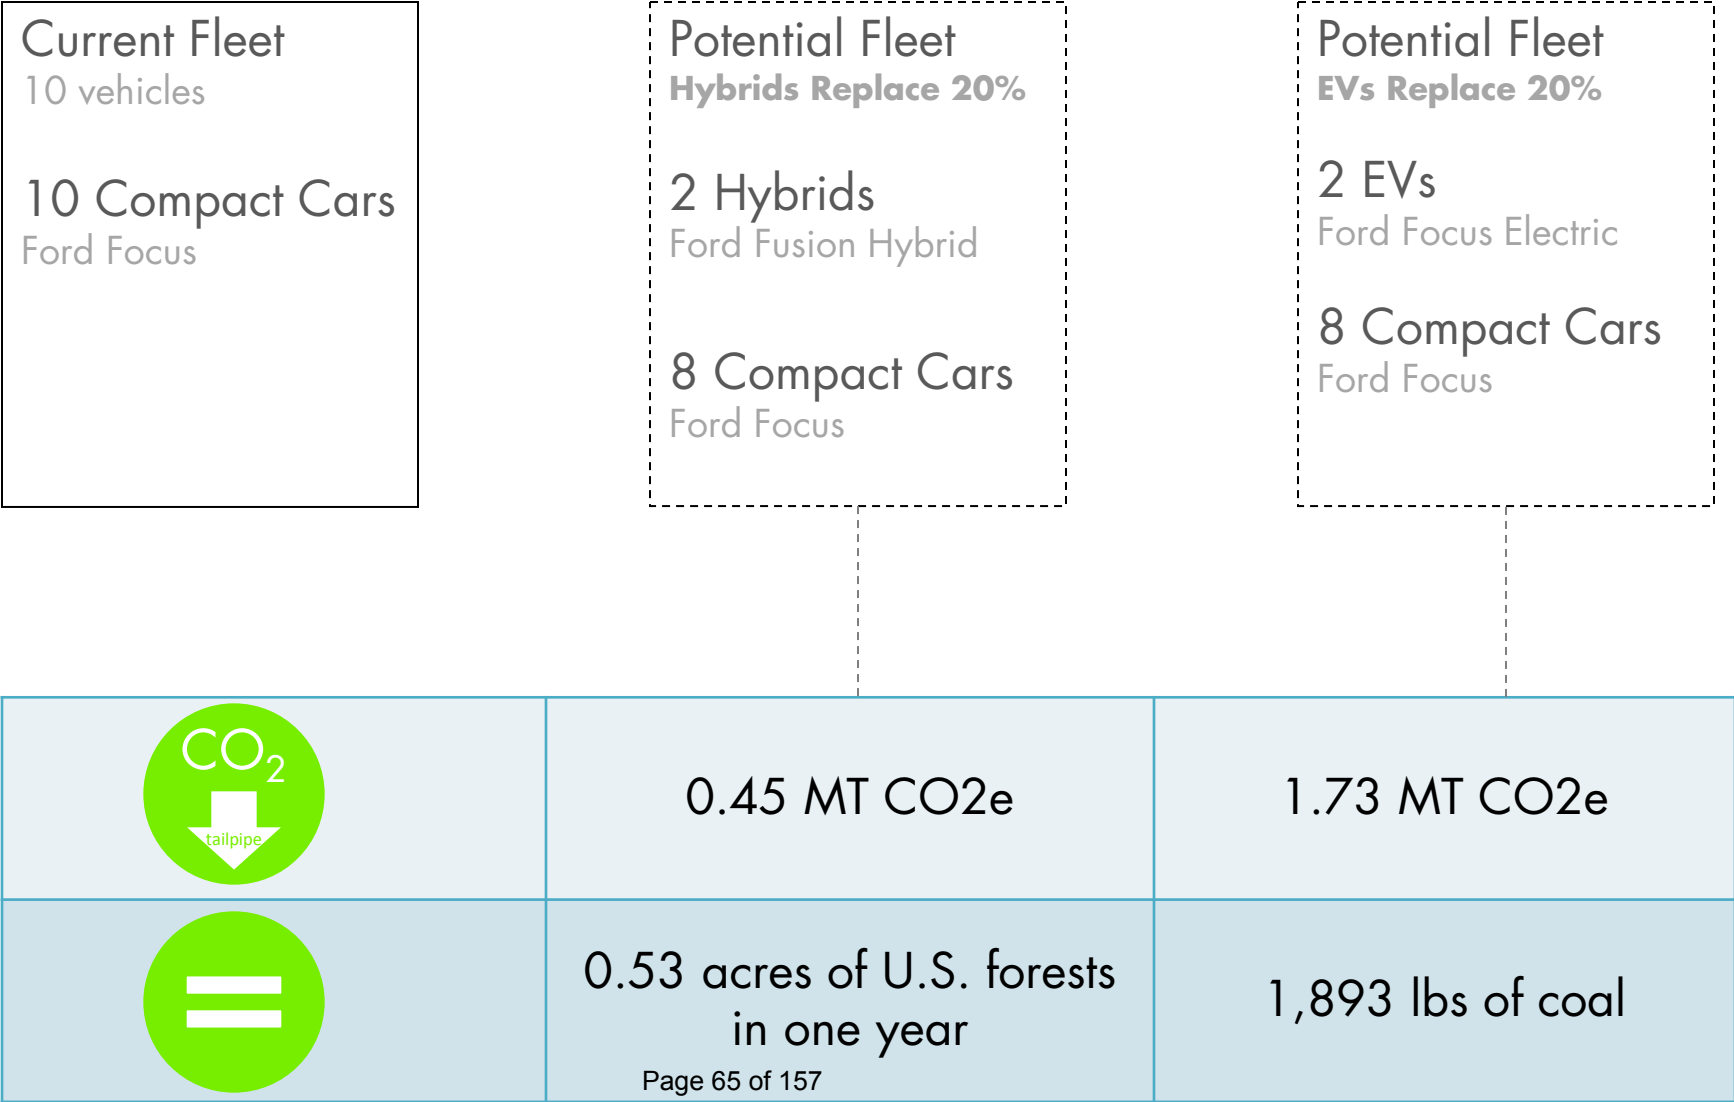 Current Fleet
10 vehicles
10 Compact Cars
Ford Focus
Potential Fleet
Hybrids Replace 20%
2 Hybrids
Ford Fusion Hybrid
8 Compact Cars
Ford Focus
Potential Fleet
EVs Replace 20%
2 EVs
Ford Focus Electric
8 Compact Cars
Ford Focus
CO2
tailpipe
0.45 MT CO2e
1.73 MT CO2e
=
0.53 acres of U.S. forests
in one year
1,893 lbs of coal
Page 65 of 157